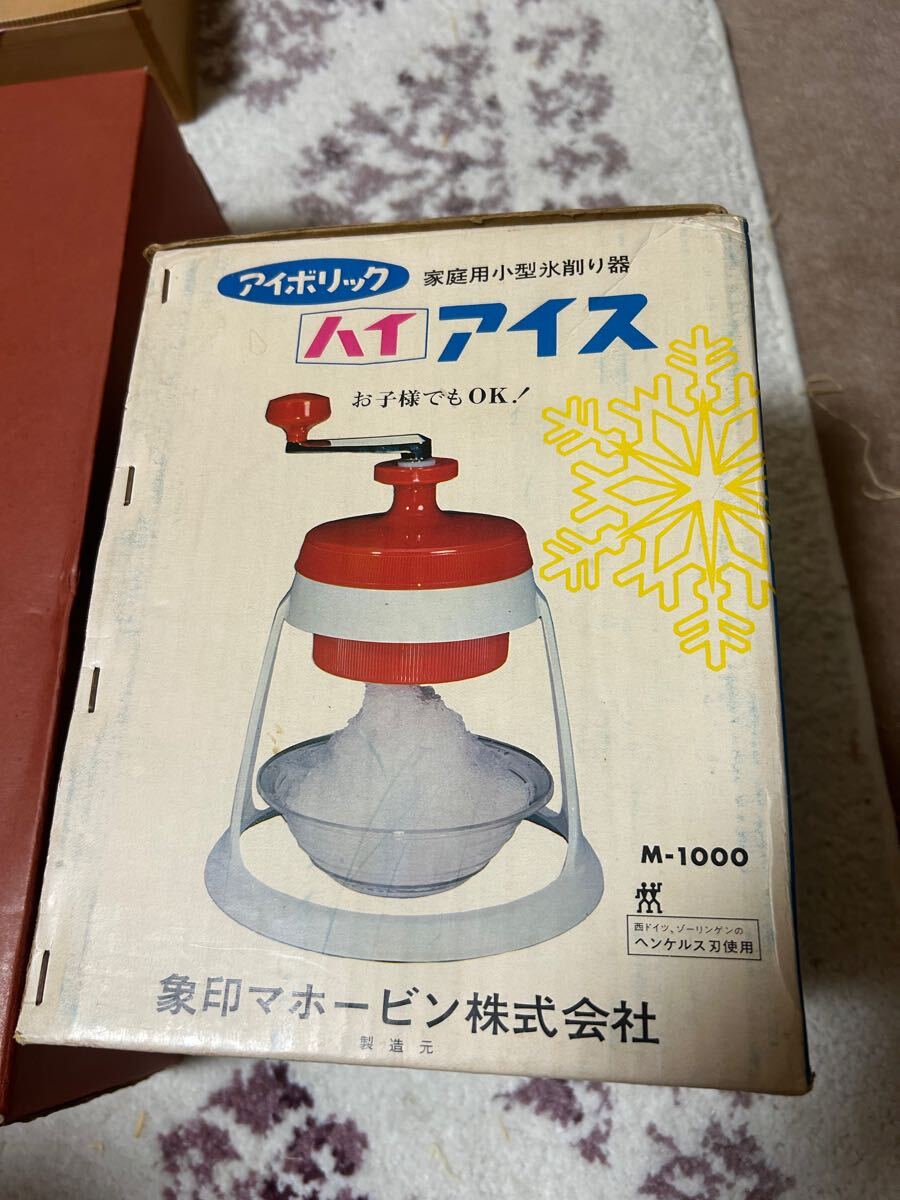 アイボリック
家庭用小型氷削り器
ハイアイス
お子様でもOK!
M-1000
西ドイツ、ゾーリンゲンの
ヘンケルス刃使用
象印マホービン株式会社
製造元